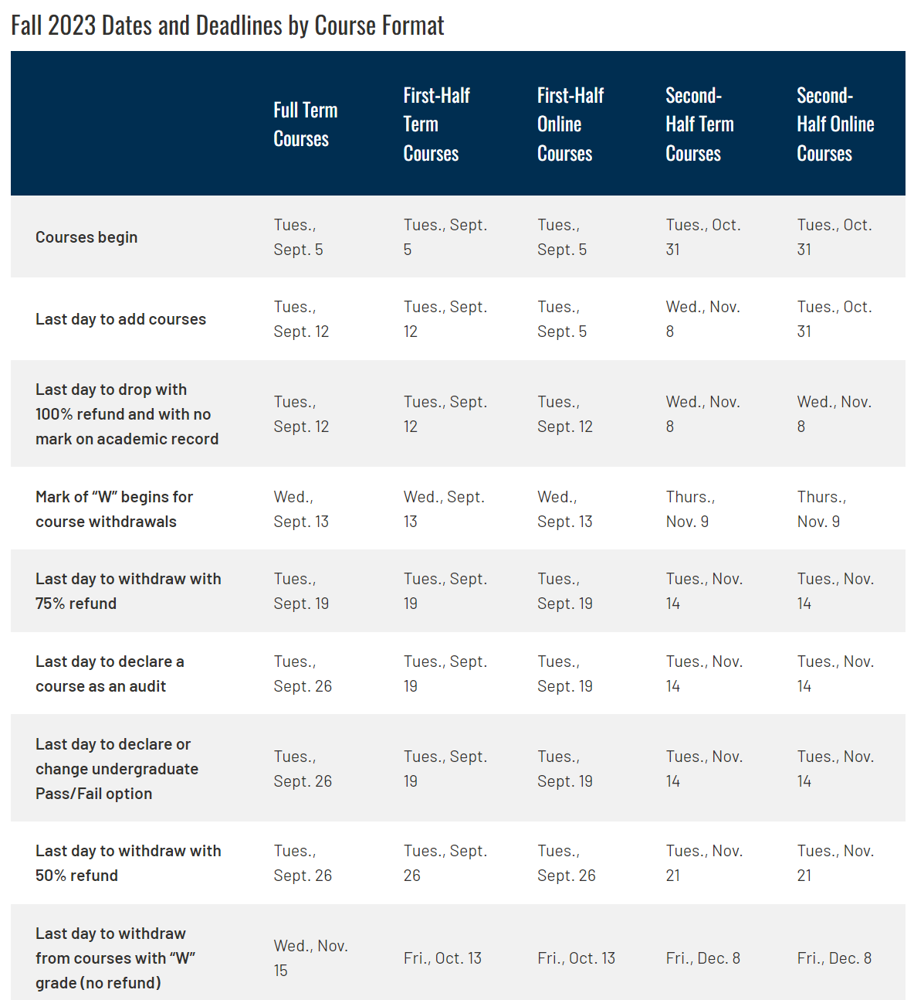 Fall 2023 Dates and Deadlines by Course Format
Full Term
Courses
First-Half
Term
Courses
First-Half
Online
Courses
Second-
Half Term
Courses
Second-
Half Online
Courses
Courses begin
Tues.,
Sept. 5
Tues., Sept.
5
Tues.,
Sept. 5
Tues., Oct.
31
Tues., Oct.
31
Last day to add courses
Tues.,
Sept. 12
Tues., Sept.
12
Tues.,
Sept. 5
Wed., Nov.
8
Tues., Oct.
31
Last day to drop with
100% refund and with no
mark on academic record
Tues.,
Sept. 12
Tues., Sept.
12
Tues.,
Sept. 12
Wed., Nov.
8
Wed., Nov.
8
Mark of “W” begins for
course withdrawals
Wed.,
Sept. 13
Wed., Sept.
13
Wed.,
Sept. 13
Thurs.,
Nov. 9
Thurs.,
Nov. 9
Last day to withdraw with
75% refund
Tues.,
Sept. 19
Tues., Sept.
19
Tues.,
Sept. 19
Tues., Nov.
14
Tues., Nov.
14
Last day to declare a
course as an audit
Tues.,
Sept. 26
Tues., Sept.
19
Tues.,
Sept. 19
Tues., Nov.
14
Tues., Nov.
14
Last day to declare or
change undergraduate
Pass/Fail option
Tues.,
Sept. 26
Tues., Sept.
19
Tues.,
Sept. 19
Tues., Nov.
14
Tues., Nov.
14
Last day to withdraw with
50% refund
Tues.,
Sept. 26
Tues., Sept.
26
Tues.,
Sept. 26
Tues., Nov.
21
Tues., Nov.
21
Last day to withdraw
from courses with “W”
grade (no refund)
Wed., Nov.
15
Fri., Oct. 13
Fri., Oct. 13
Fri., Dec. 8
Fri., Dec. 8